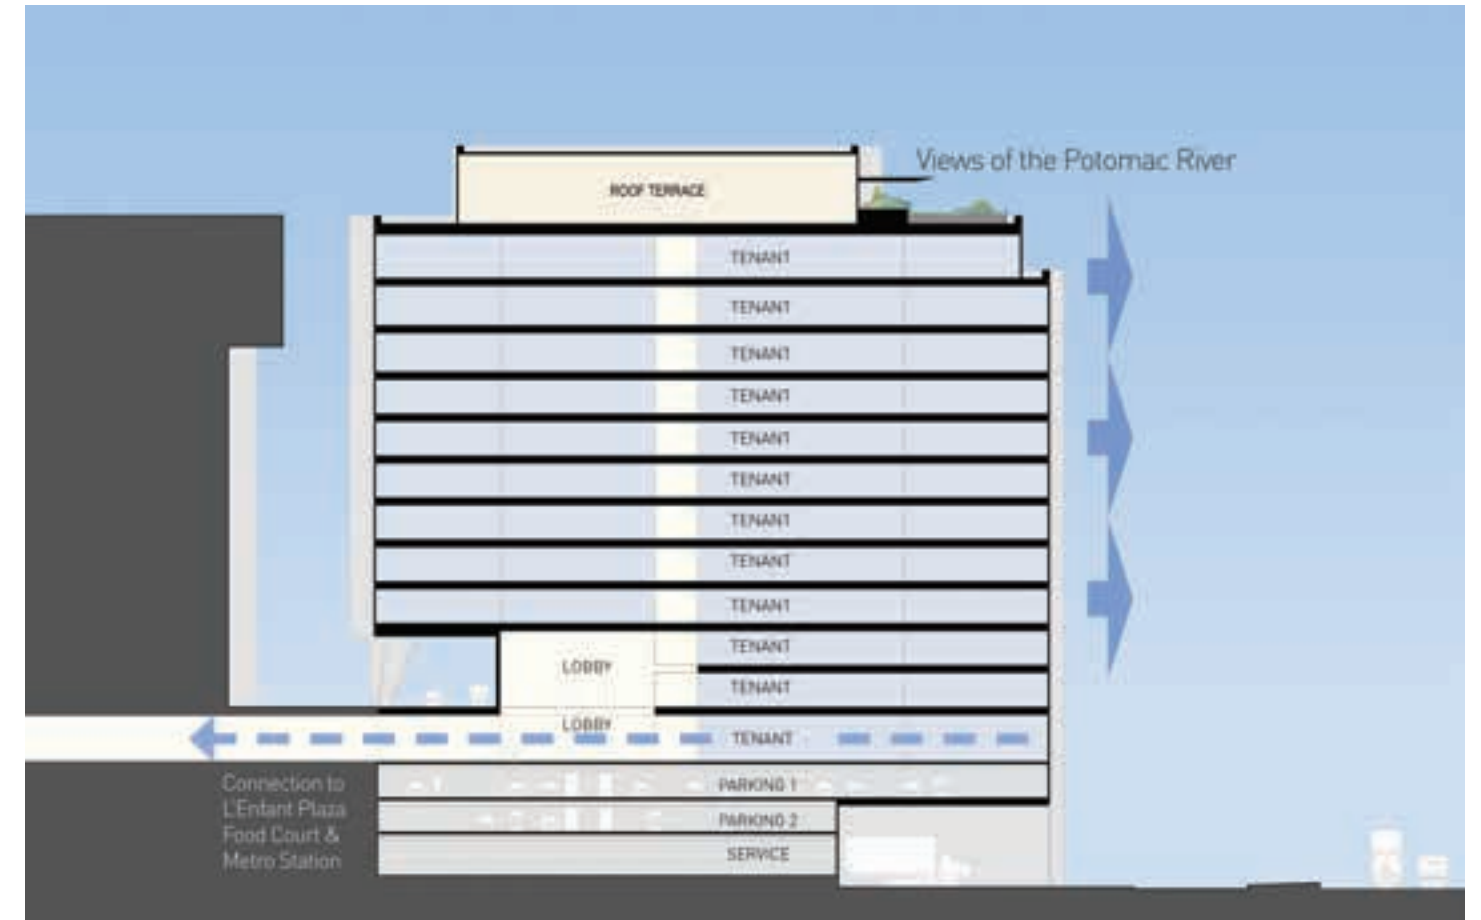 Views of the Potomac River
ROOF TERRACE
TENANT
TENANT
TENANT
TENANT
TENANT
TENANT
TENANT
TENANT
TENANT
TENANT
LOBBY
TENANT
LOBBY
TENANT
Connection to
L'Enfant Plaza
Food Court &
Metro Station
PARKING 1
PARKING 2
SERVICE